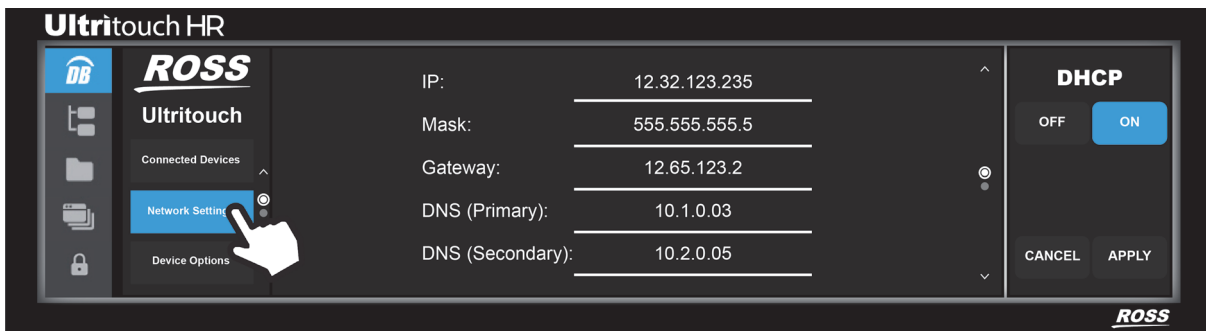 Ultritouch HR
DB
ROSS
Ultritouch
Connected Devices
Network Setting
Device Options
IP: 12.32.123.235
Mask: 555.555.555.5
Gateway: 12.65.123.2
DNS (Primary): 10.1.0.03
DNS (Secondary): 10.2.0.05
DHCP
OFF ON
CANCEL APPLY
ROSS